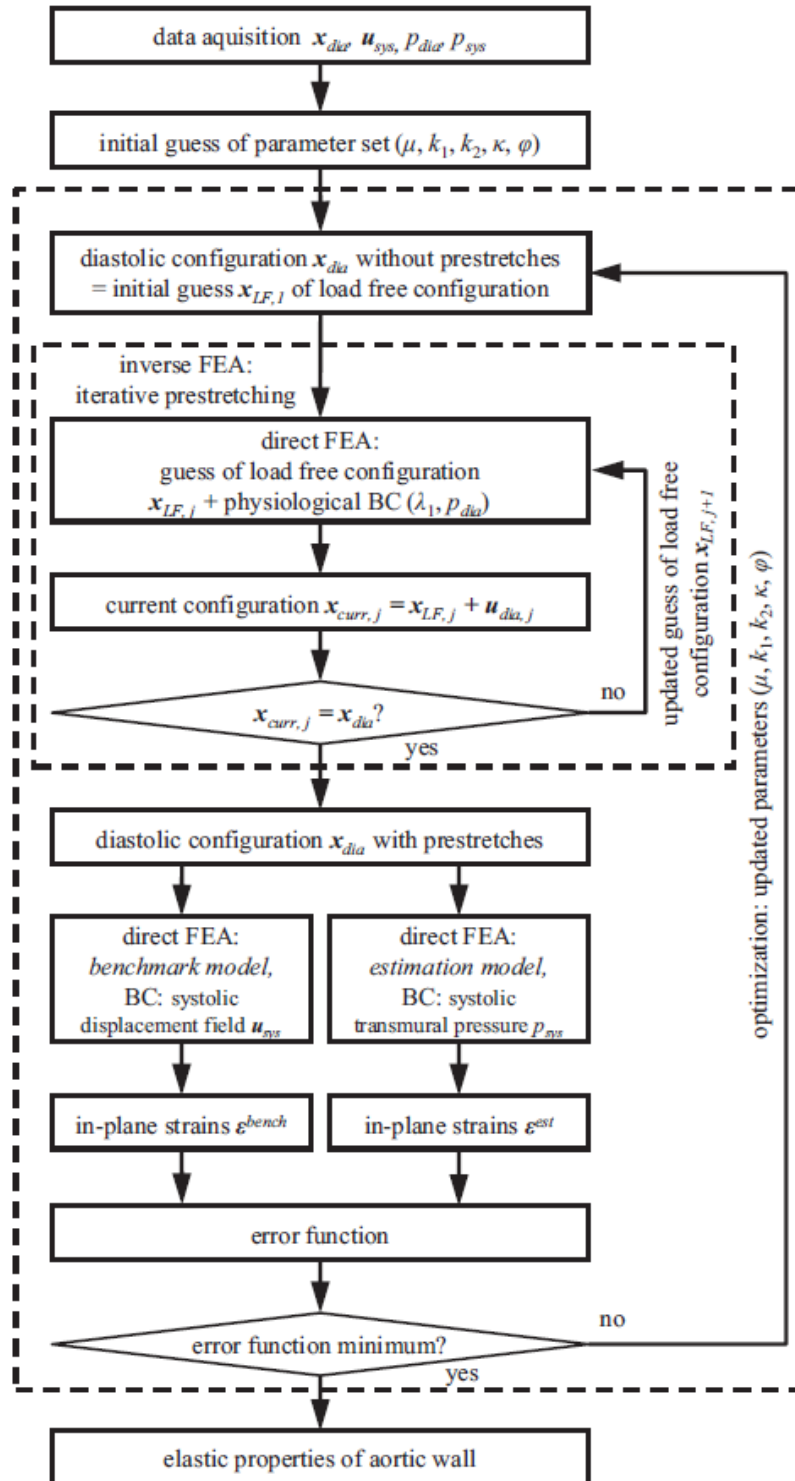 data aquisition x_dia, u_sys, p_dia, p_sys
initial guess of parameter set (μ, k₁, k₂, κ, φ)
diastolic configuration x_dia without prestretches
= initial guess x_LF,1 of load free configuration
inverse FEA:
iterative prestretching
direct FEA:
guess of load free configuration
x_LF,j + physiological BC (λ₁, p_dia)
current configuration x_curr,j = x_LF,j + u_dia,j
x_curr,j = x_dia?
no
yes
updated guess of load free
configuration x_LF,j+1
optimization: updated parameters (μ, k₁, k₂, κ, φ)
diastolic configuration x_dia with prestretches
direct FEA:
benchmark model,
BC: systolic
displacement field u_sys
direct FEA:
estimation model,
BC: systolic
transmural pressure p_sys
in-plane strains ε^bench
in-plane strains ε^est
error function
error function minimum?
no
yes
elastic properties of aortic wall